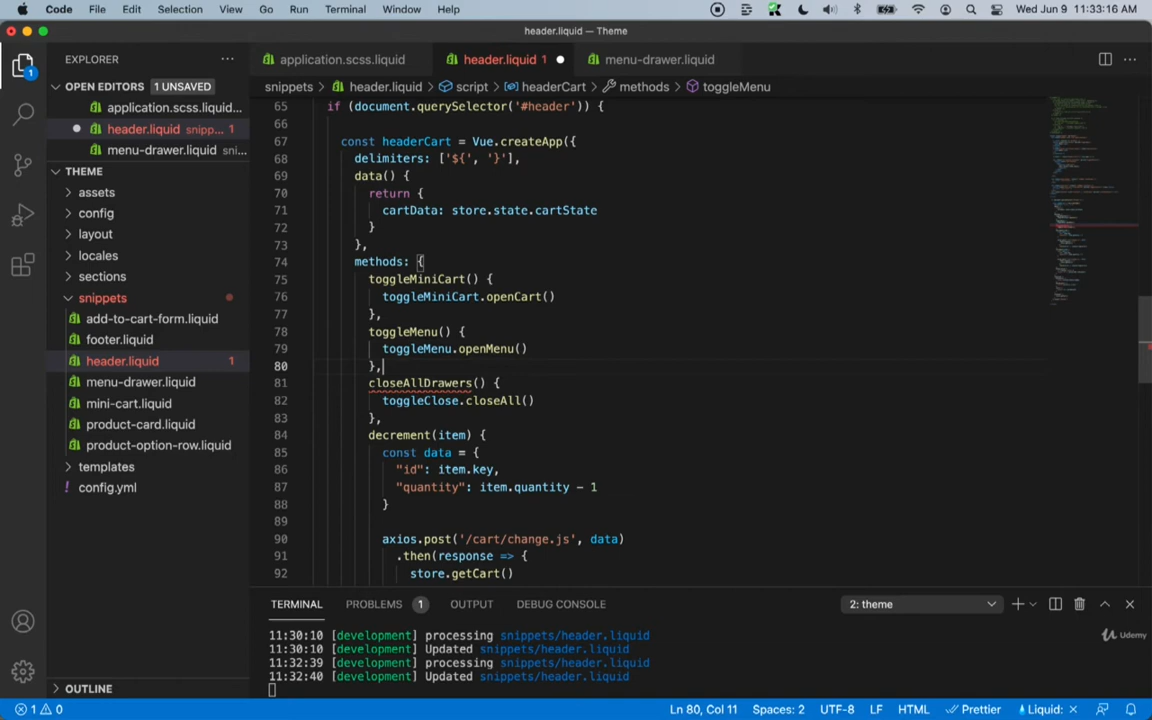 Code File Edit Selection View Go Run Terminal Window Help Wed Jun 9 11:33:16 AM
header.liquid — Theme
EXPLORER
application.scss.liquid header.liquid 1 menu-drawer.liquid
OPEN EDITORS 1 UNSAVED
snippets > header.liquid > script > headerCart > methods > toggleMenu
application.scss.liquid...
header.liquid snipp... 1
menu-drawer.liquid sni...
THEME
assets
config
layout
locales
sections
snippets
add-to-cart-form.liquid
footer.liquid
header.liquid 1
menu-drawer.liquid
mini-cart.liquid
product-card.liquid
product-option-row.liquid
templates
! config.yml
OUTLINE
1
65 if (document.querySelector('#header')) {
66
67 const headerCart = Vue.createApp({
68 delimiters: ['${', '}'],
69 data() {
70 return {
71 cartData: store.state.cartState
72 }
73 },
74 methods: {
75 toggleMiniCart() {
76 toggleMiniCart.openCart()
77 },
78 toggleMenu() {
79 toggleMenu.openMenu()
80 },
81 closeAllDrawers() {
82 toggleClose.closeAll()
83 },
84 decrement(item) {
85 const data = {
86 "id": item.key,
87 "quantity": item.quantity - 1
88 }
89
90 axios.post('/cart/change.js', data)
91 .then(response => {
92 store.getCart()
TERMINAL PROBLEMS 1 OUTPUT DEBUG CONSOLE 2: theme
11:30:10 [development] processing snippets/header.liquid
11:30:10 [development] Updated snippets/header.liquid
11:32:39 [development] processing snippets/header.liquid
11:32:40 [development] Updated snippets/header.liquid
Udemy
1 0 Ln 80, Col 11 Spaces: 2 UTF-8 LF HTML Prettier Liquid: ×